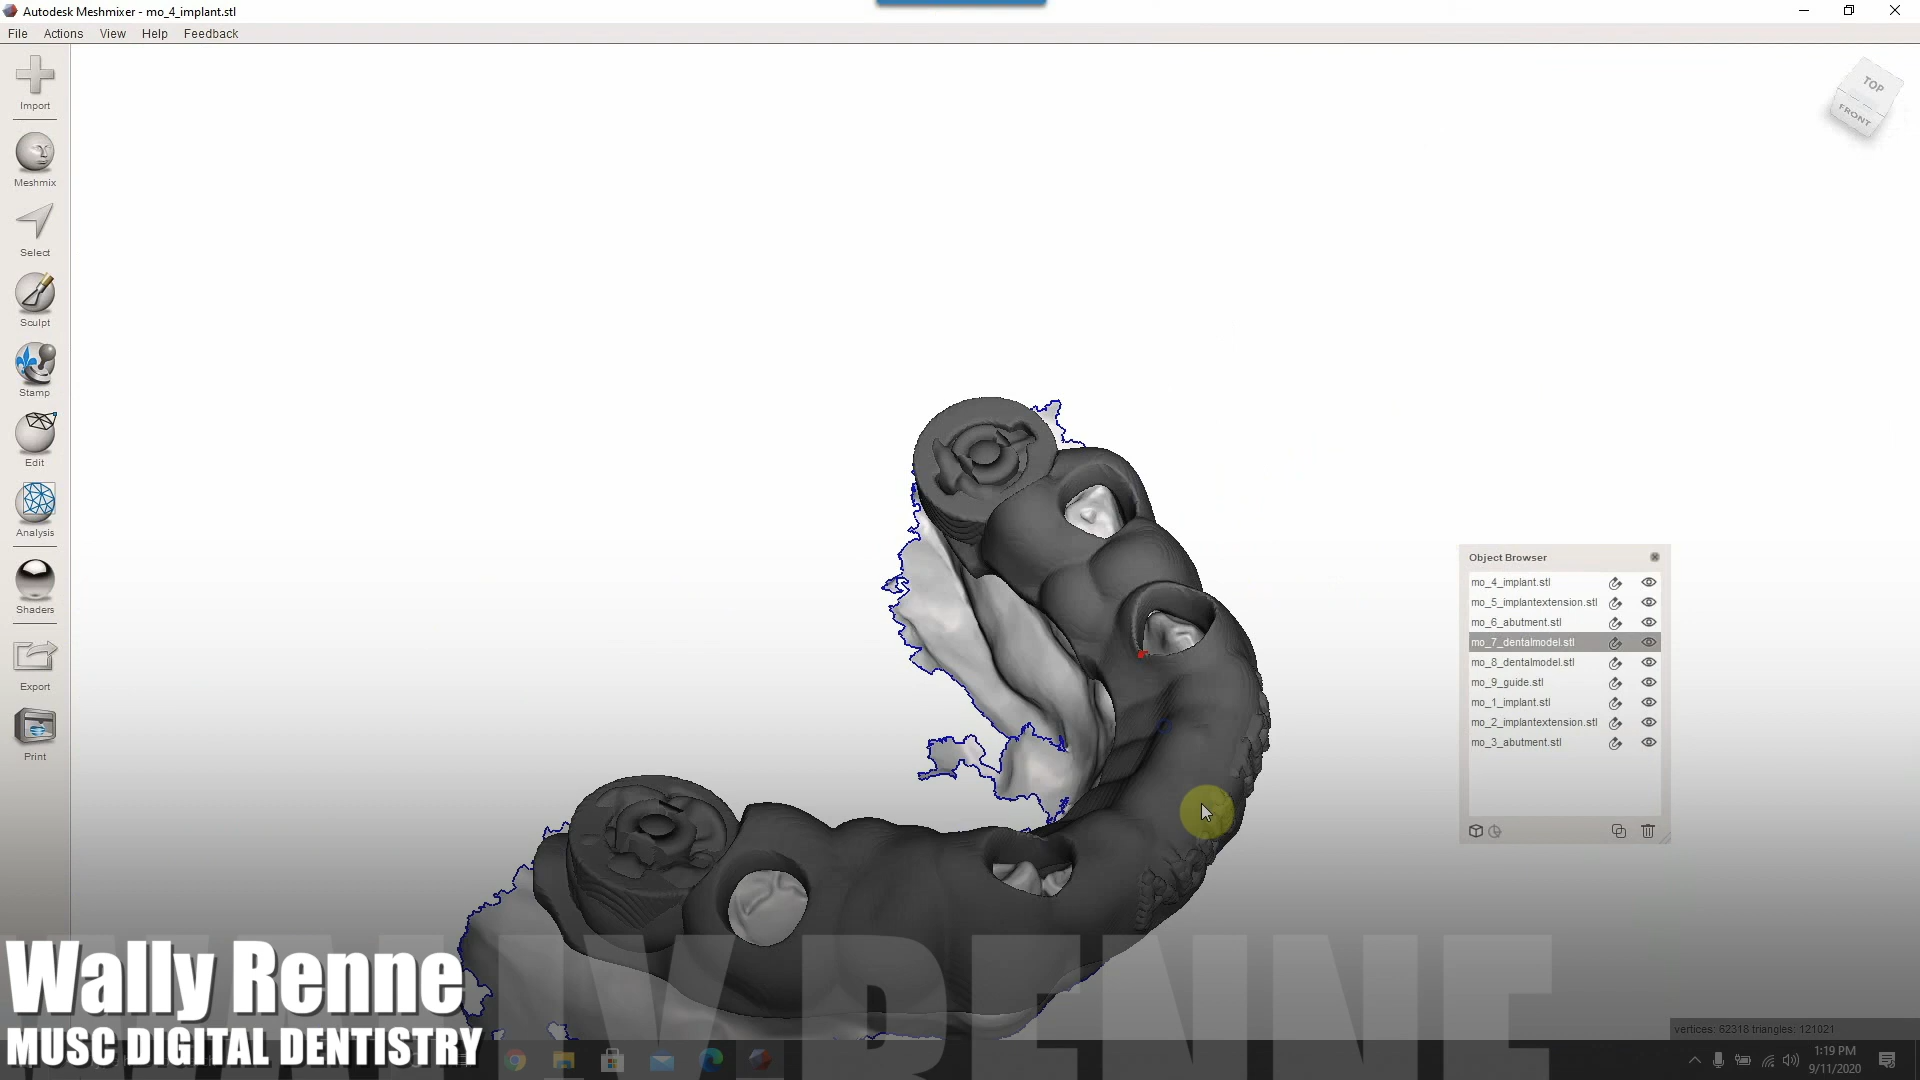 Autodesk Meshmixer - mo_4_implant.stl
File Actions View Help Feedback
Import
Meshmix
Select
Sculpt
Stamp
Edit
Analysis
Shaders
Export
Print
TOP
FRONT
Object Browser
mo_4_implant.stl
mo_5_implantextension.stl
mo_6_abutment.stl
mo_7_dentalmodel.stl
mo_8_dentalmodel.stl
mo_9_guide.stl
mo_1_implant.stl
mo_2_implantextension.stl
mo_3_abutment.stl
vertices: 62318 triangles: 121021
Wally Renne
MUSC DIGITAL DENTISTRY
1:19 PM
9/11/2020